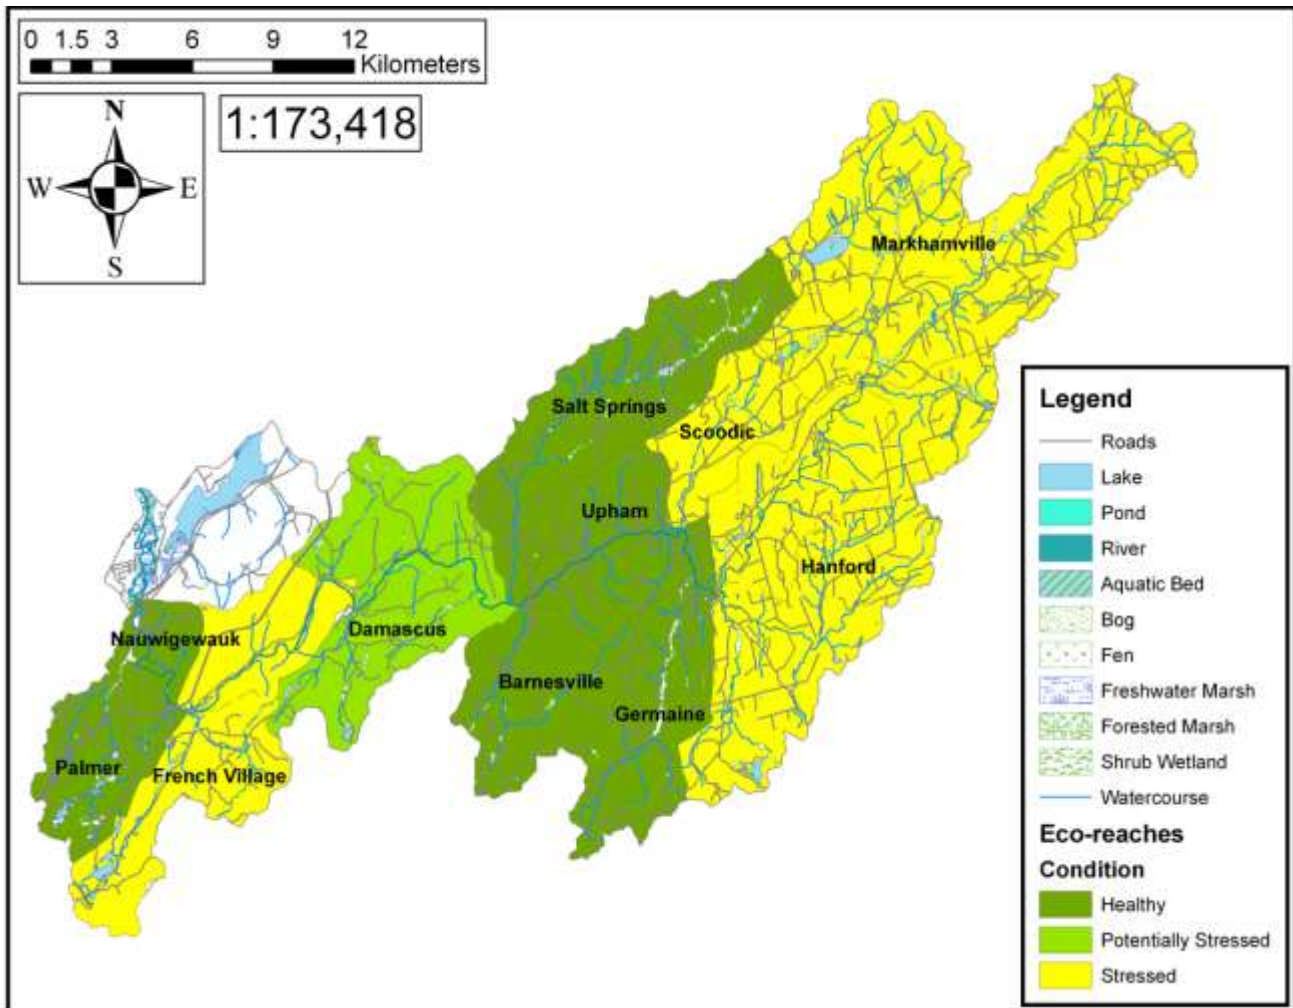 0 1.5 3 6 9 12
Kilometers
N
W E
S
1:173,418
Markhamville
Salt Springs
Scoodic
Upham
Hanford
Nauwigewauk
Damascus
Barnesville
Germaine
Palmer
French Village
Legend
Roads
Lake
Pond
River
Aquatic Bed
Bog
Fen
Freshwater Marsh
Forested Marsh
Shrub Wetland
Watercourse
Eco-reaches
Condition
Healthy
Potentially Stressed
Stressed